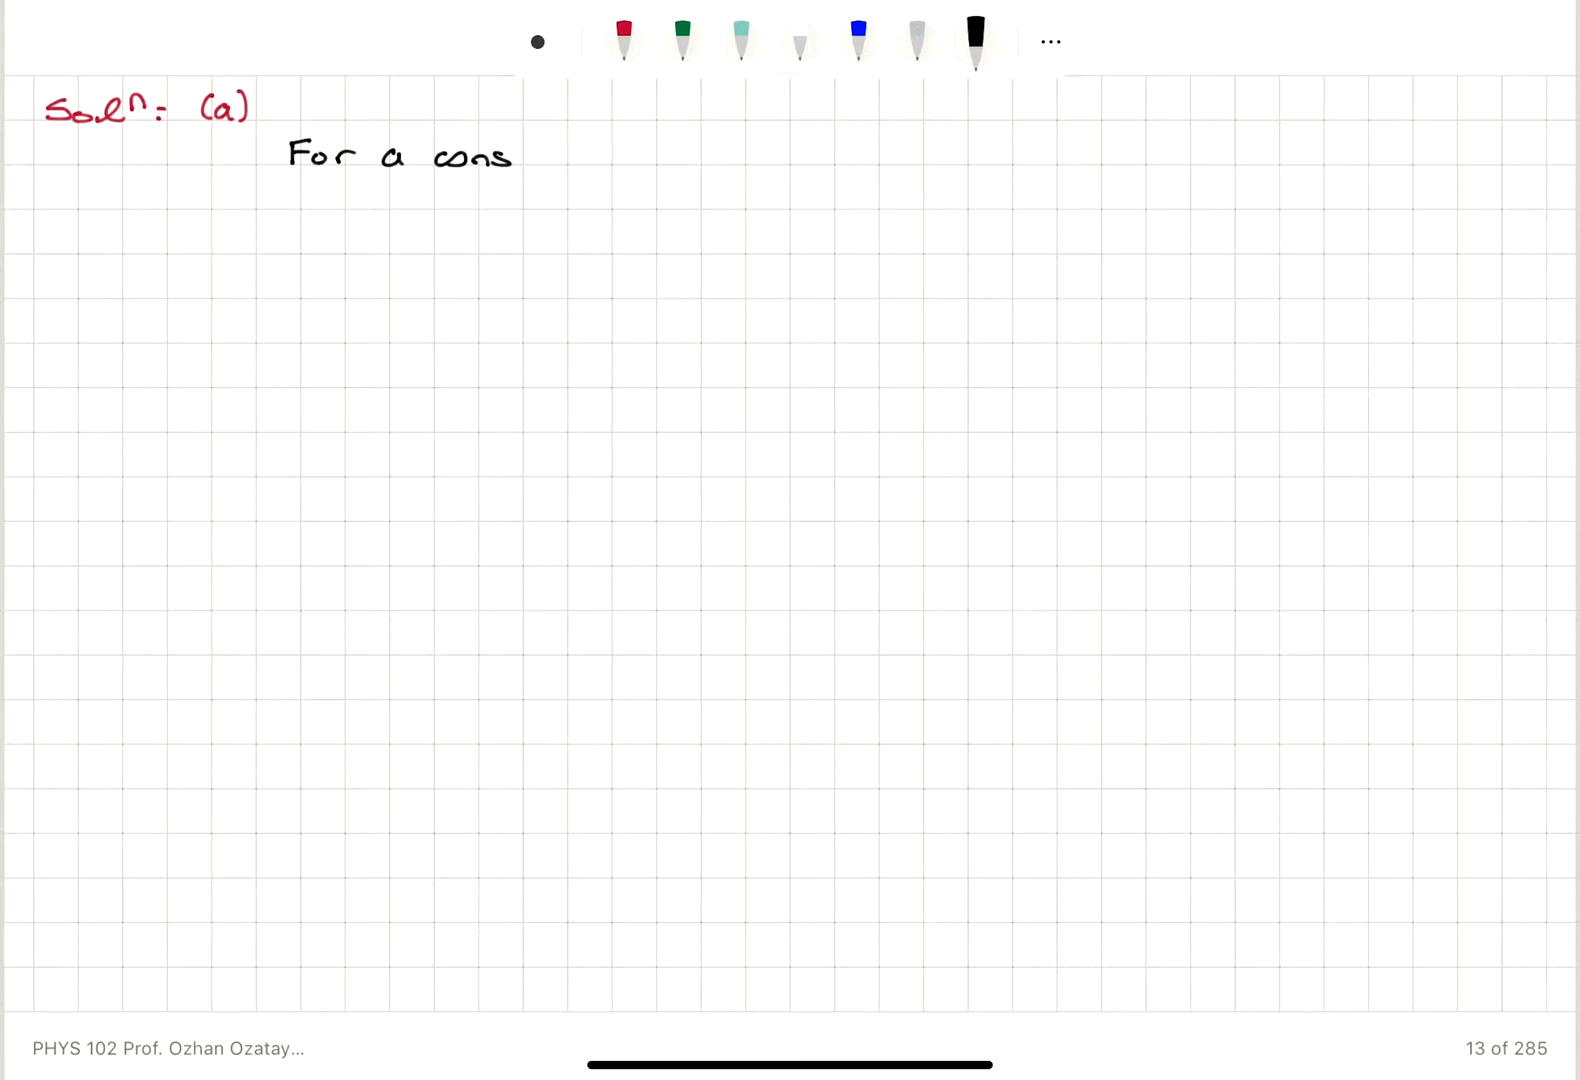 Solⁿ: (a)
For a cons
PHYS 102 Prof. Ozhan Ozatay...
13 of 285